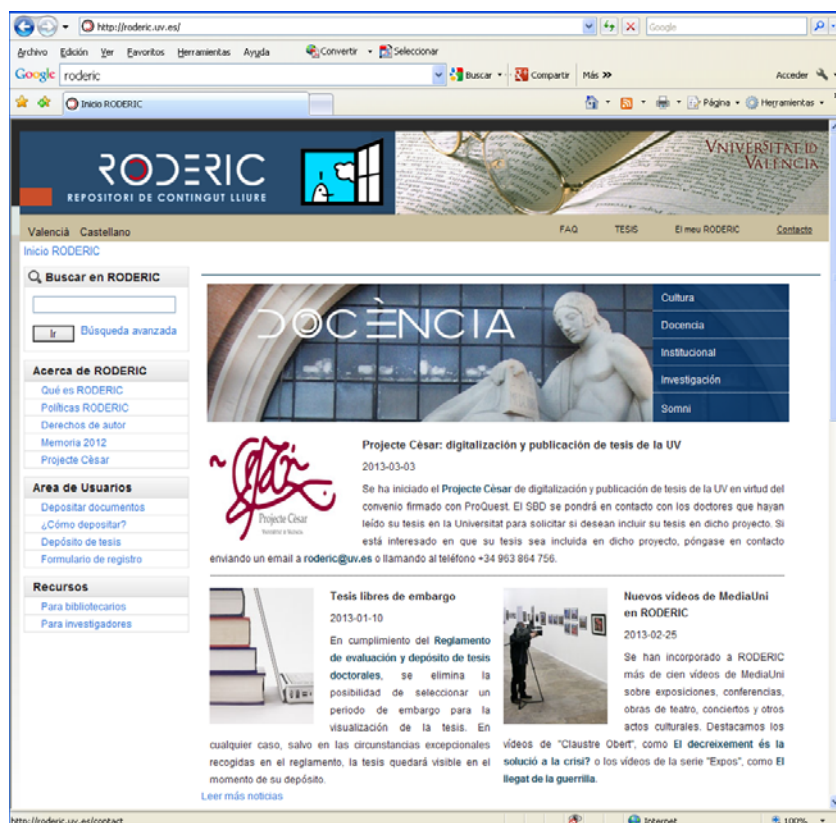 http://roderic.uv.es/
Google
Archivo Edición Ver Favoritos Herramientas Ayuda
Convertir
Seleccionar
Google roderic
Buscar
Compartir
Más »
Acceder
Inicio RODERIC
Página
Herramientas
RODERIC
REPOSITORI DE CONTINGUT LLIURE
VNIVERSITAT ID VALÈNCIA
Valencià Castellano
FAQ TESIS El meu RODERIC Contacto
Inicio RODERIC
Buscar en RODERIC
Ir
Búsqueda avanzada
Acerca de RODERIC
Qué es RODERIC
Políticas RODERIC
Derechos de autor
Memoria 2012
Projecte Cèsar
Area de Usuarios
Depositar documentos
¿Cómo depositar?
Depósito de tesis
Formulario de registro
Recursos
Para bibliotecarios
Para investigadores
DOCÈNCIA
Cultura
Docencia
Institucional
Investigación
Somni
Projecte Cèsar
Projecte Cèsar: digitalización y publicación de tesis de la UV
2013-03-03
Se ha iniciado el Projecte Cèsar de digitalización y publicación de tesis de la UV en virtud del
convenio firmado con ProQuest. El SBD se pondrá en contacto con los doctores que hayan
leído su tesis en la Universitat para solicitar si desean incluir su tesis en dicho proyecto. Si
está interesado en que su tesis sea incluida en dicho proyecto, póngase en contacto
enviando un email a roderic@uv.es o llamando al teléfono +34 963 864 756.
Tesis libres de embargo
2013-01-10
En cumplimiento del Reglamento
de evaluación y depósito de tesis
doctorales, se elimina la
posibilidad de seleccionar un
periodo de embargo para la
visualización de la tesis. En
cualquier caso, salvo en las circunstancias excepcionales
recogidas en el reglamento, la tesis quedará visible en el
momento de su depósito.
Nuevos vídeos de MediaUni
en RODERIC
2013-02-25
Se han incorporado a RODERIC
más de cien vídeos de MediaUni
sobre exposiciones, conferencias,
obras de teatro, conciertos y otros
actos culturales. Destacamos los
vídeos de "Claustre Obert", como El decreixement és la
solució a la crisi? o los vídeos de la serie "Expos", como El
llegat de la guerrilla.
Leer más noticias
http://roderic.uv.es/contact
Internet
100%